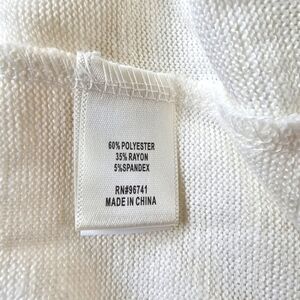 60% POLYESTER
35% RAYON
5%SPANDEX
RN#96741
MADE IN CHINA